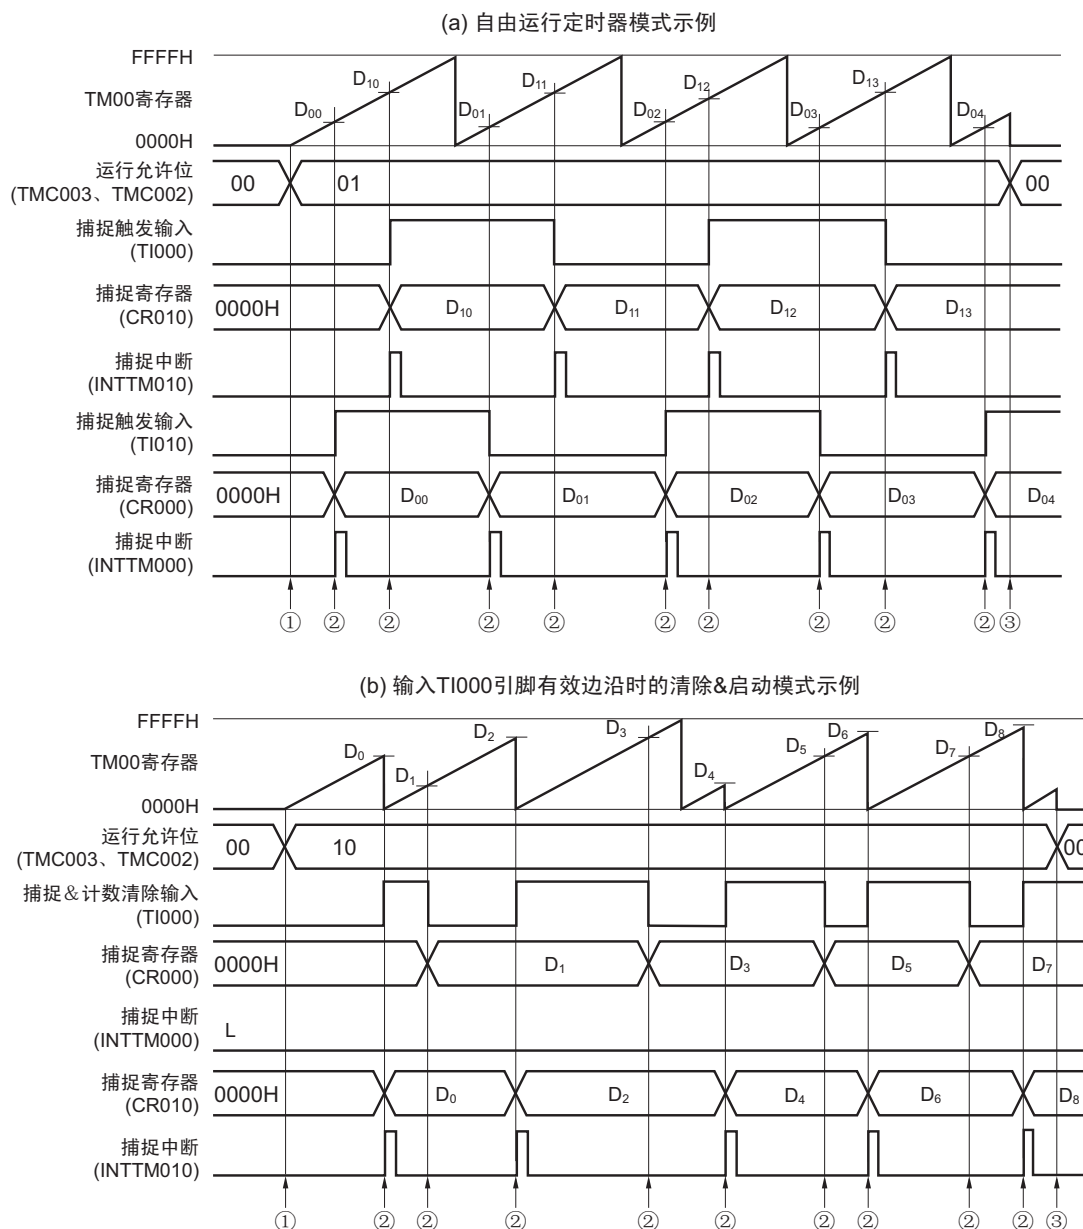 (a) 自由运行定时器模式示例
FFFFH
TM00寄存器
0000H
D00 D10 D01 D11 D02 D12 D03 D13 D04
运行允许位
(TMC003、TMC002)
00 01 00
捕捉触发输入
(TI000)
捕捉寄存器
(CR010)
0000H D10 D11 D12 D13
捕捉中断
(INTTM010)
捕捉触发输入
(TI010)
捕捉寄存器
(CR000)
0000H D00 D01 D02 D03 D04
捕捉中断
(INTTM000)
① ② ② ② ② ② ② ② ② ② ③
(b) 输入TI000引脚有效边沿时的清除&启动模式示例
FFFFH
TM00寄存器
0000H
D0 D1 D2 D3 D4 D5 D6 D7 D8
运行允许位
(TMC003、TMC002)
00 10 00
捕捉&计数清除输入
(TI000)
捕捉寄存器
(CR000)
0000H D1 D3 D5 D7
捕捉中断
(INTTM000)
L
捕捉寄存器
(CR010)
0000H D0 D2 D4 D6 D8
捕捉中断
(INTTM010)
① ② ② ② ② ② ② ② ② ② ③